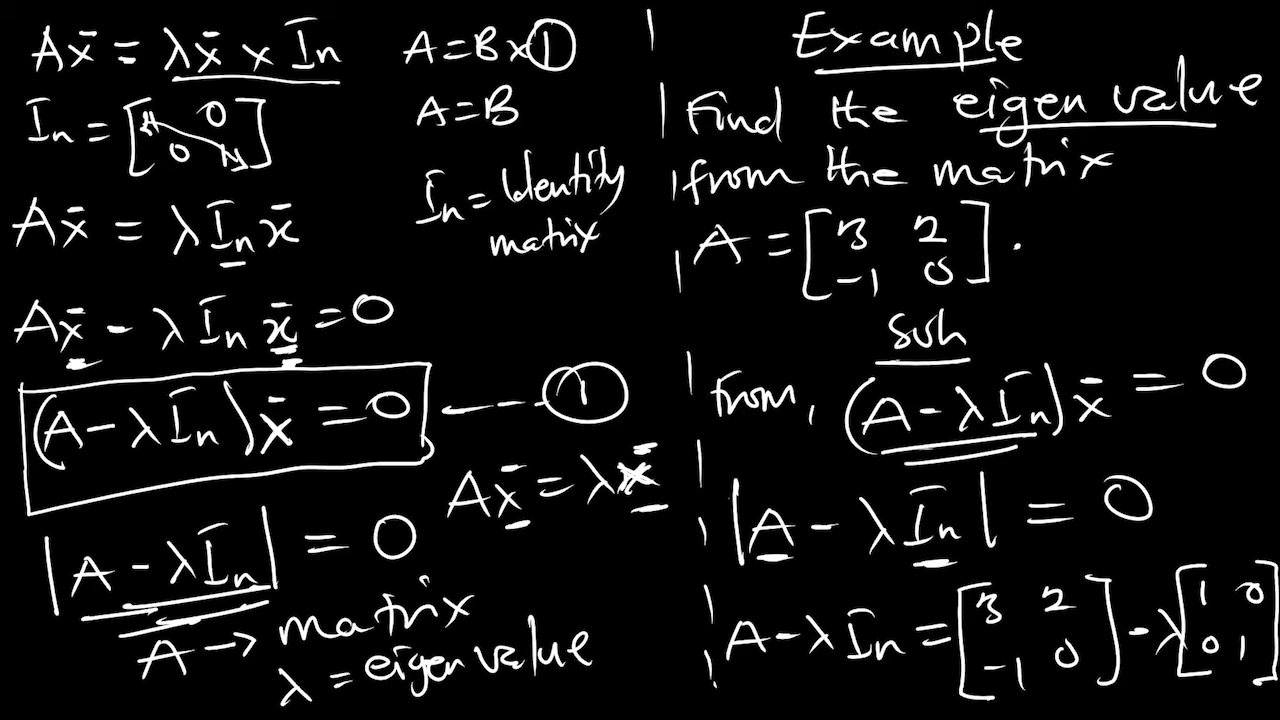 Ax̄ = λx̄ x In
In = [1 0
0 1]
Ax̄ = λInx̄
Ax̄ - λInx̄ = 0
(A - λIn)x̄ = 0 ←--- ①
|A - λIn| = 0
A → matrix
λ = eigen value
A = B x ①
A = B
In = Identity
matrix
Ax̄ = λx̄
Example
Find the eigen value
from the matrix
A = [3 2
-1 0].
Soln
from, (A - λIn)x̄ = 0
|A - λIn| = 0
A - λIn = [3 2
-1 0] - λ[1 0
0 1]